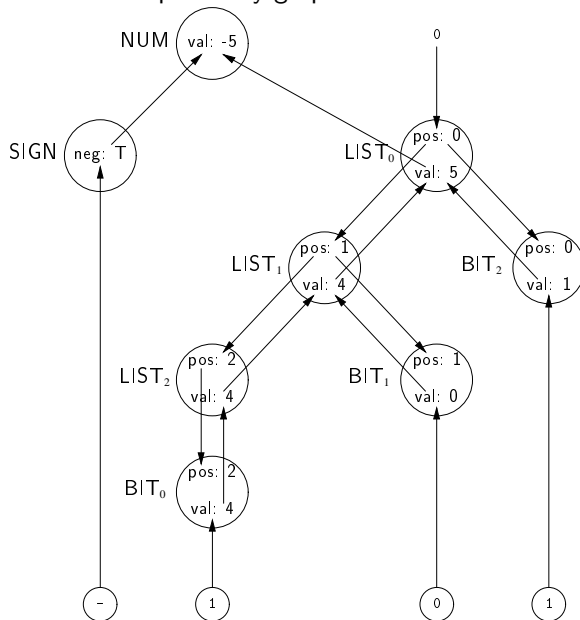 NUM val: -5 0
SIGN neg: T LIST₀ pos: 0
val: 5
LIST₁ pos: 1 BIT₂ pos: 0
val: 4 val: 1
LIST₂ pos: 2 BIT₁ pos: 1
val: 4 val: 0
BIT₀ pos: 2
val: 4
– 1 0 1